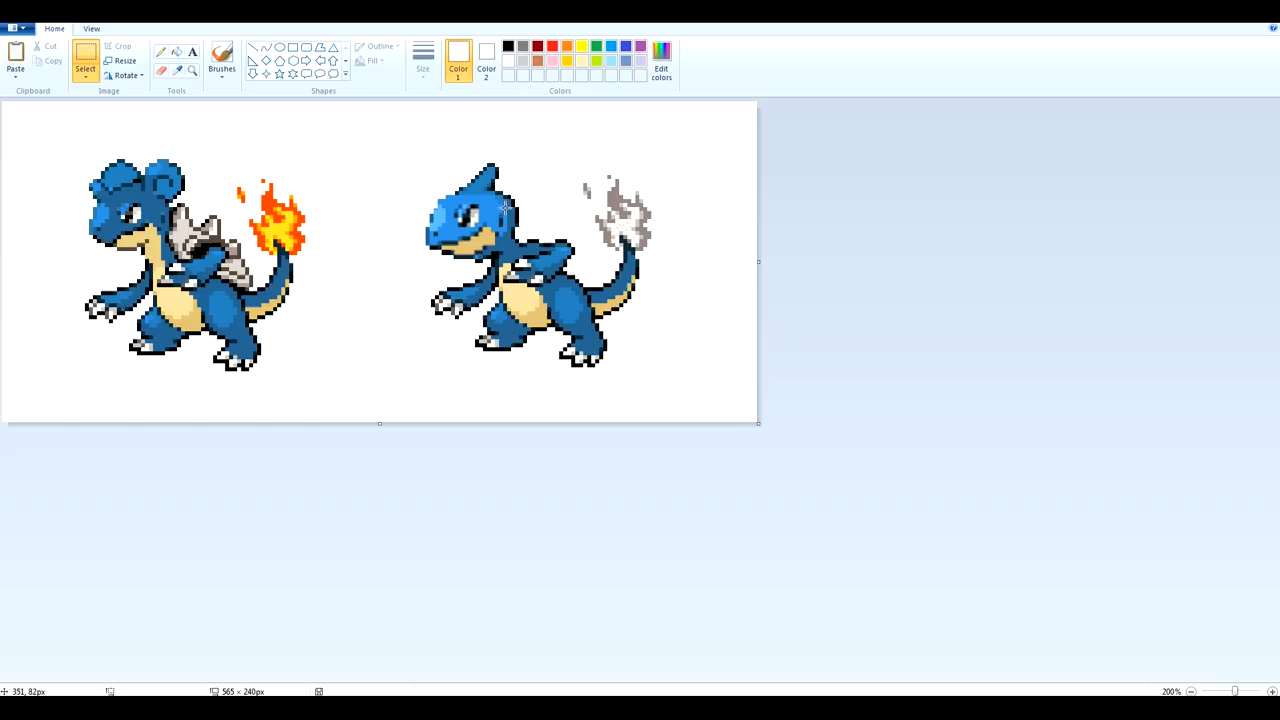 Home View
Paste
Cut
Copy
Clipboard
Select
Crop
Resize
Rotate
Image
A
Tools
Brushes
Outline
Fill
Shapes
Size
Color 1
Color 2
Edit colors
Colors
351, 82px
565 × 240px
200%